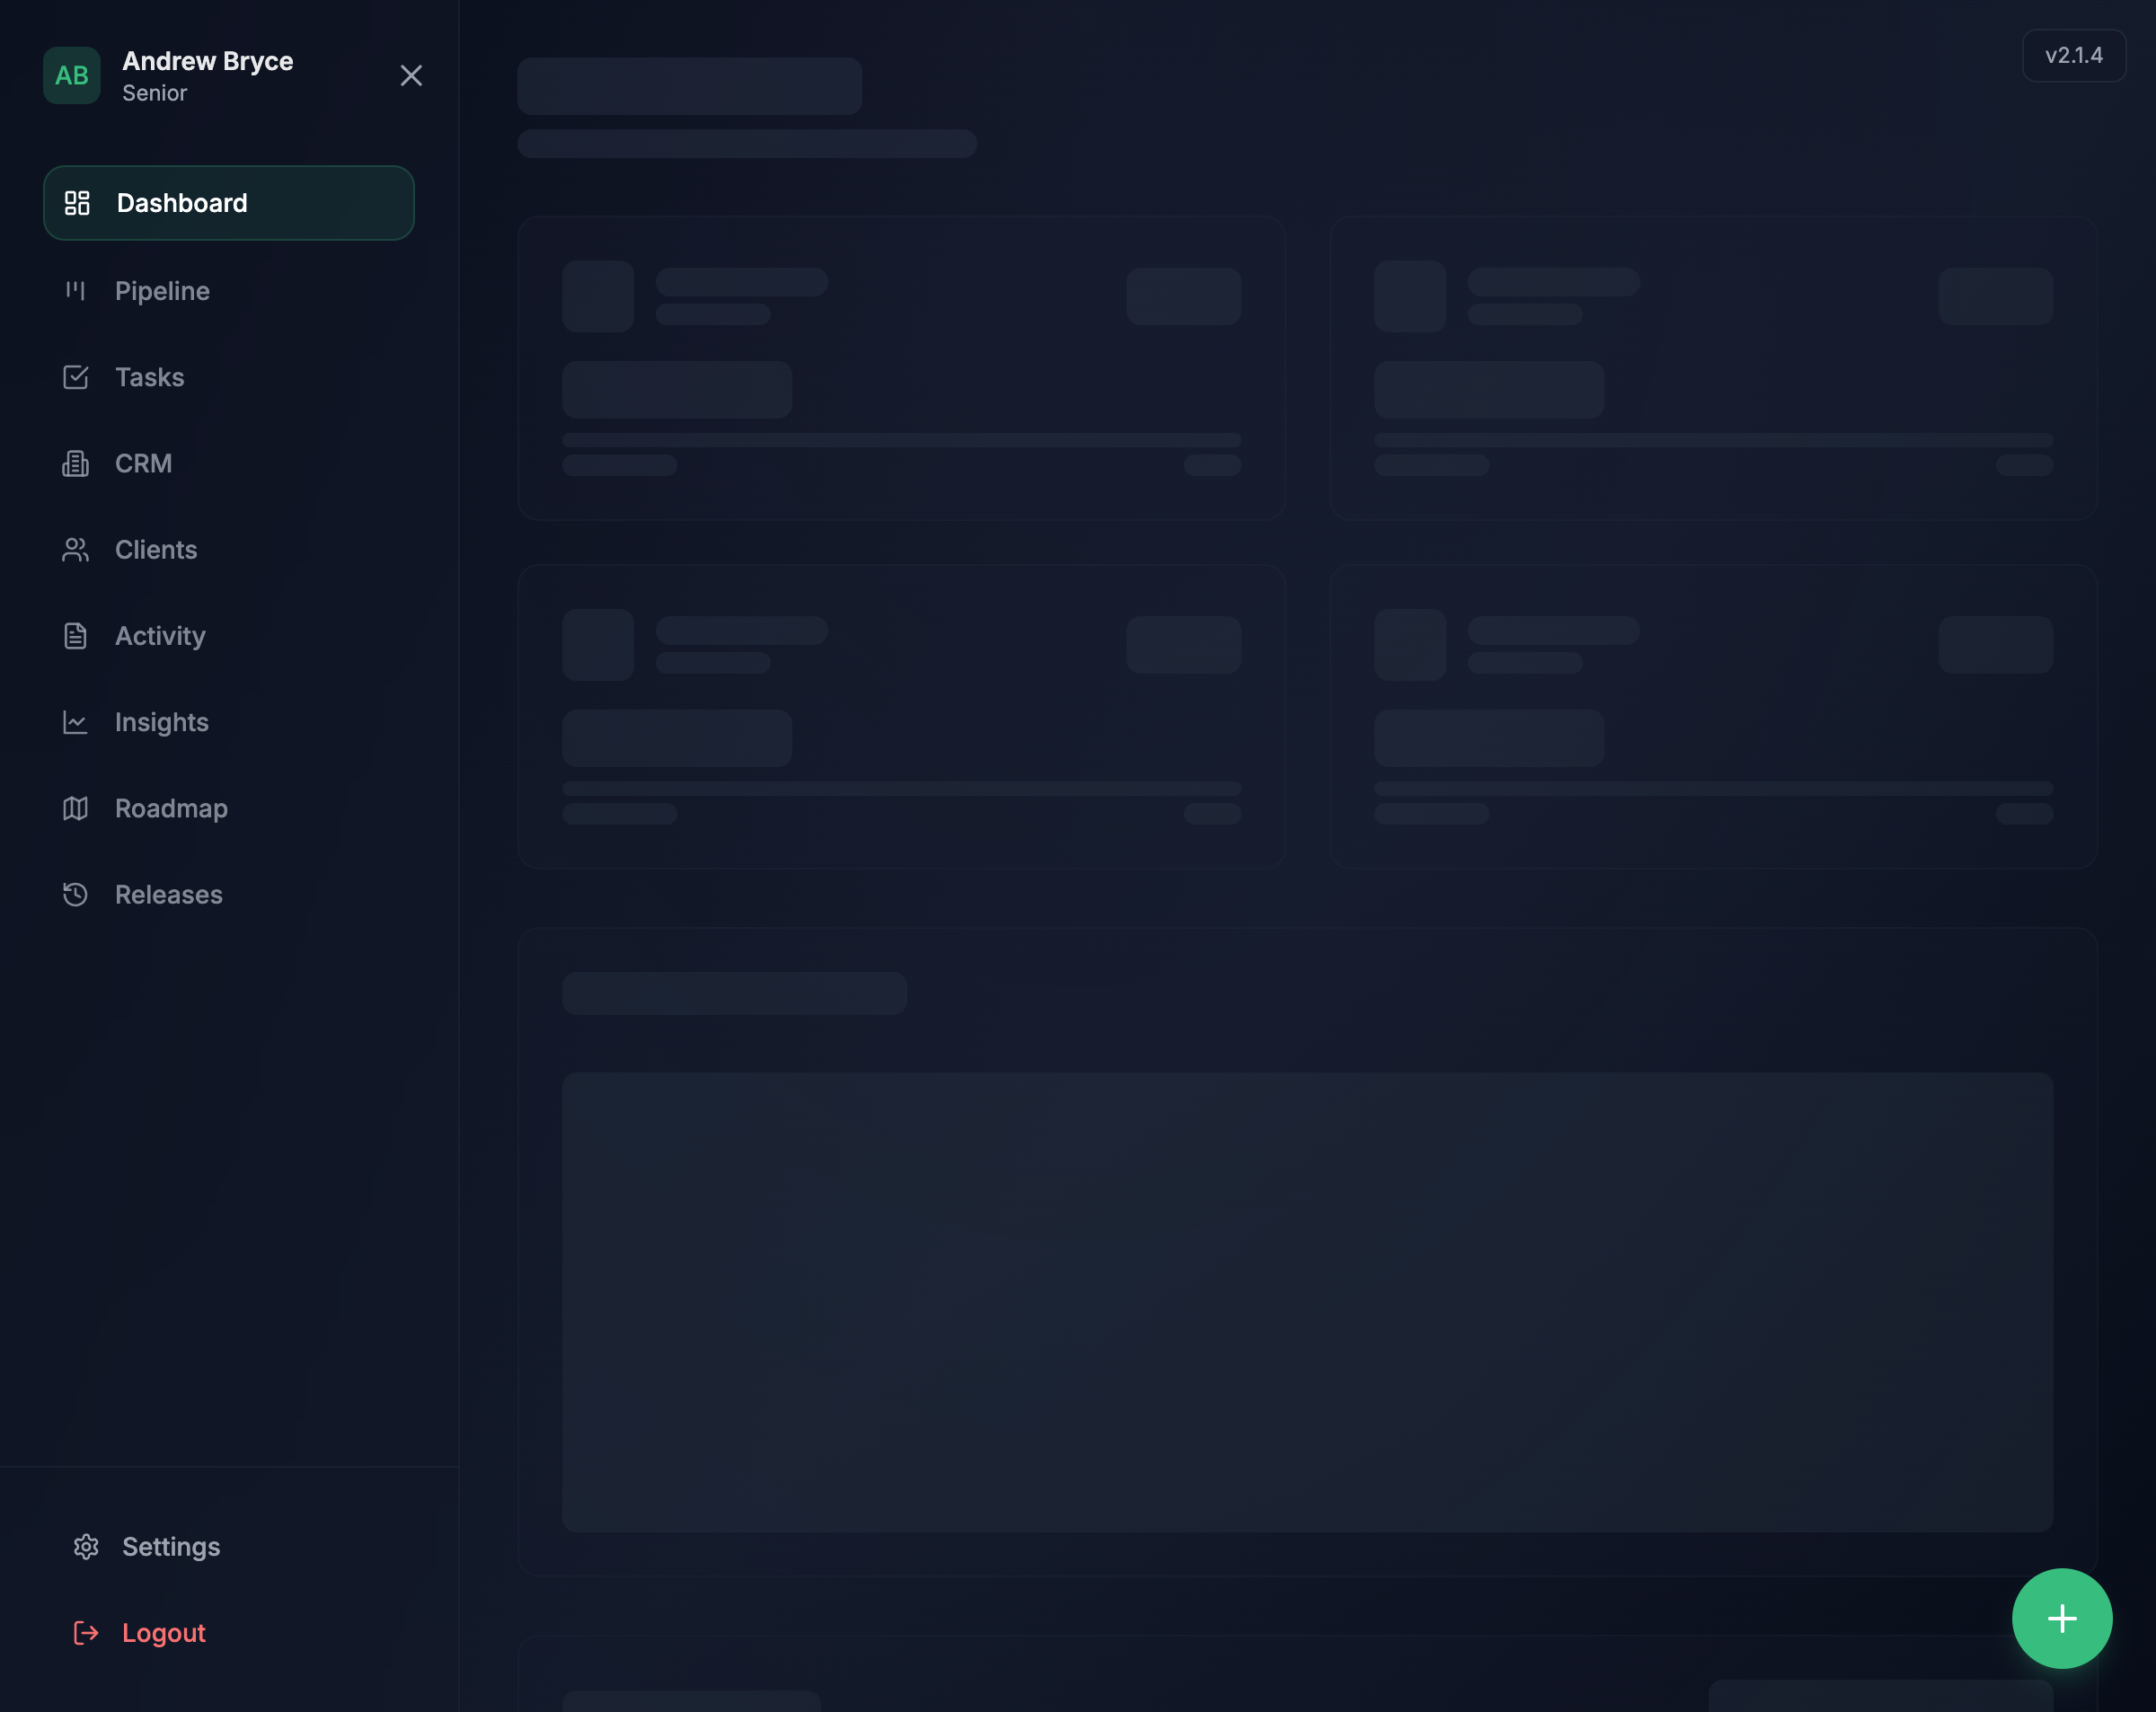 AB
Andrew Bryce
Senior
v2.1.4
Dashboard
Pipeline
Tasks
CRM
Clients
Activity
Insights
Roadmap
Releases
Settings
Logout